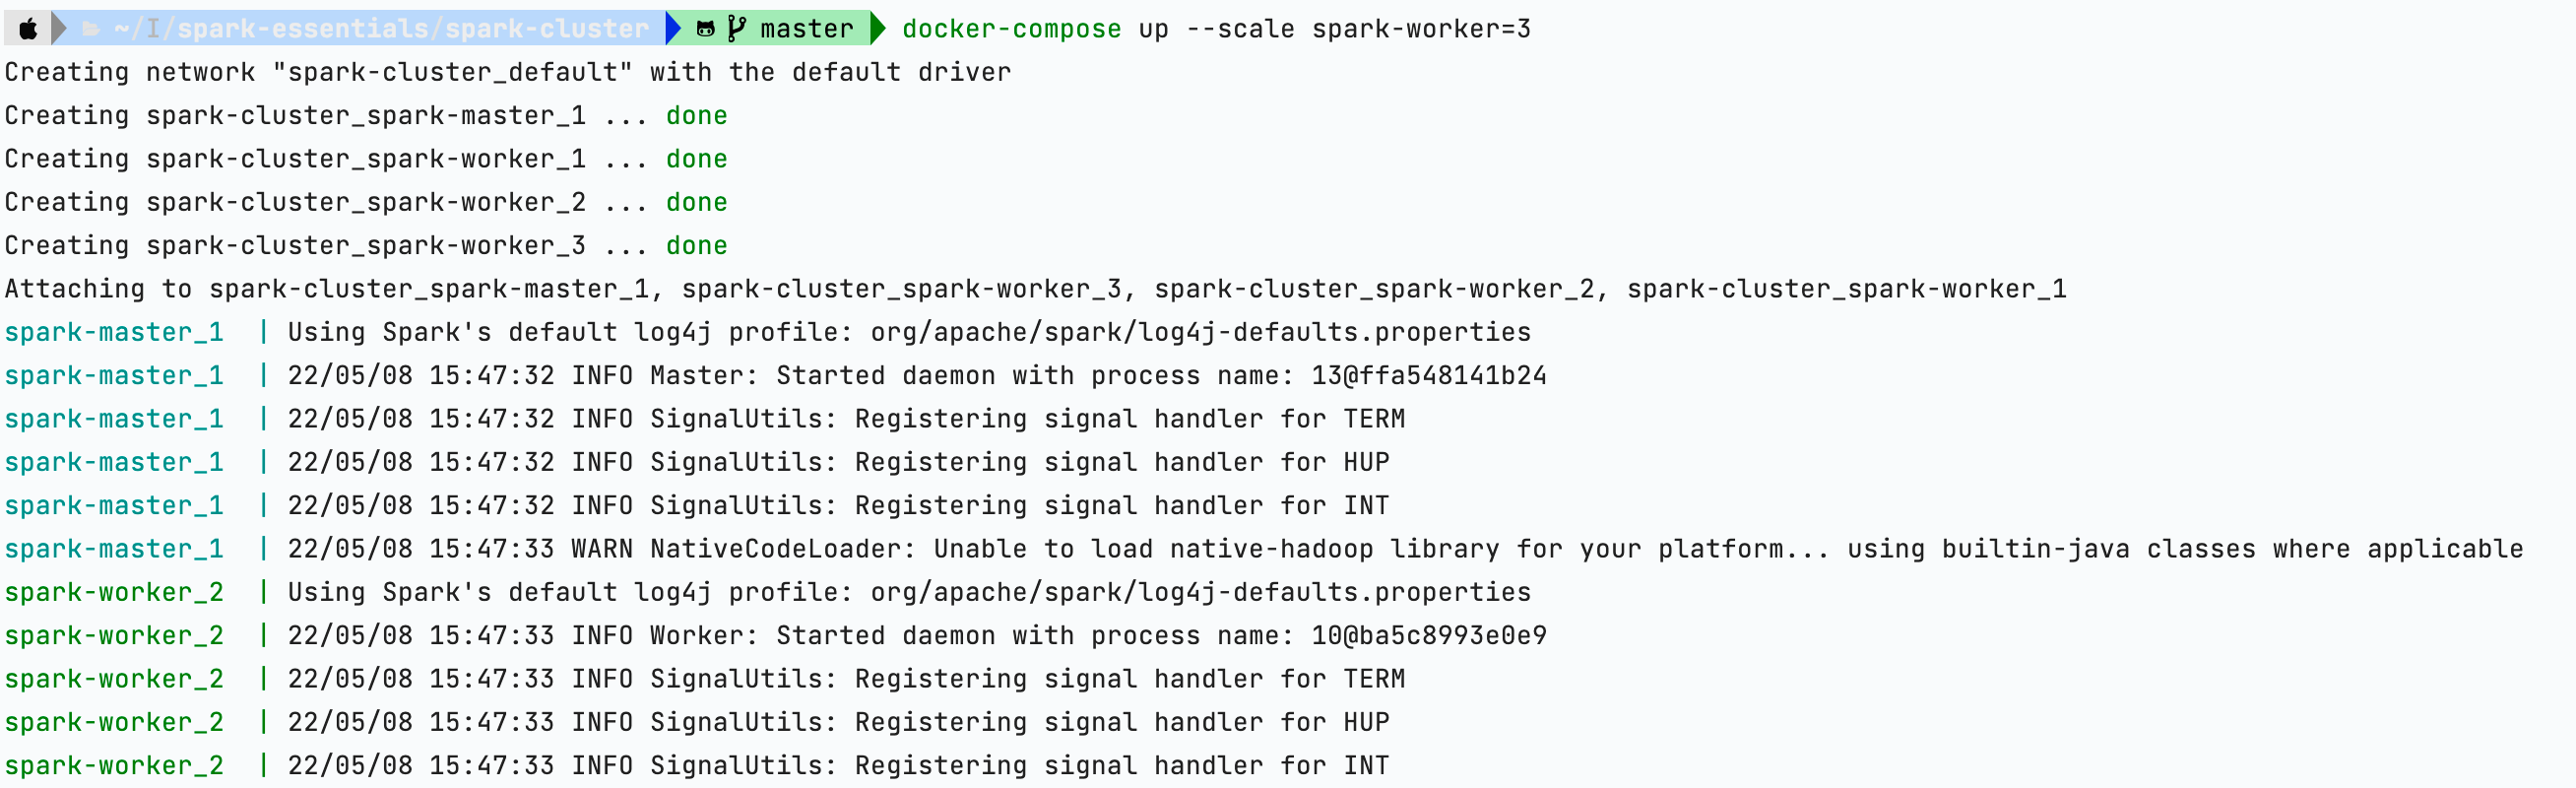 ~/I/spark-essentials/spark-cluster master docker-compose up --scale spark-worker=3
Creating network "spark-cluster_default" with the default driver
Creating spark-cluster_spark-master_1 ... done
Creating spark-cluster_spark-worker_1 ... done
Creating spark-cluster_spark-worker_2 ... done
Creating spark-cluster_spark-worker_3 ... done
Attaching to spark-cluster_spark-master_1, spark-cluster_spark-worker_3, spark-cluster_spark-worker_2, spark-cluster_spark-worker_1
spark-master_1  | Using Spark's default log4j profile: org/apache/spark/log4j-defaults.properties
spark-master_1  | 22/05/08 15:47:32 INFO Master: Started daemon with process name: 13@ffa548141b24
spark-master_1  | 22/05/08 15:47:32 INFO SignalUtils: Registering signal handler for TERM
spark-master_1  | 22/05/08 15:47:32 INFO SignalUtils: Registering signal handler for HUP
spark-master_1  | 22/05/08 15:47:32 INFO SignalUtils: Registering signal handler for INT
spark-master_1  | 22/05/08 15:47:33 WARN NativeCodeLoader: Unable to load native-hadoop library for your platform... using builtin-java classes where applicable
spark-worker_2  | Using Spark's default log4j profile: org/apache/spark/log4j-defaults.properties
spark-worker_2  | 22/05/08 15:47:33 INFO Worker: Started daemon with process name: 10@ba5c8993e0e9
spark-worker_2  | 22/05/08 15:47:33 INFO SignalUtils: Registering signal handler for TERM
spark-worker_2  | 22/05/08 15:47:33 INFO SignalUtils: Registering signal handler for HUP
spark-worker_2  | 22/05/08 15:47:33 INFO SignalUtils: Registering signal handler for INT